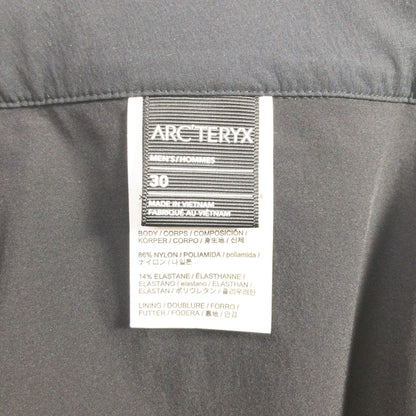 ARC'TERYX
MEN'S/HOMMES
30
MADE IN VIETNAM
FABRIQUÉ AU VIÊTNAM
BODY / CORPS / COMPOSICIÓN /
KÖRPER / CORPO / 身生地 / 신체
86% NYLON / POLIAMIDA / poliamida /
ナイロン / 나일론
14% ELASTANE / ÉLASTHANNE /
ELASTANO / elastano / ELASTHAN /
ELASTAN / ポリウレタン / 폴리우레탄
LINING / DOUBLURE / FORRO /
FUTTER / FODERA / 裏地 / 안감